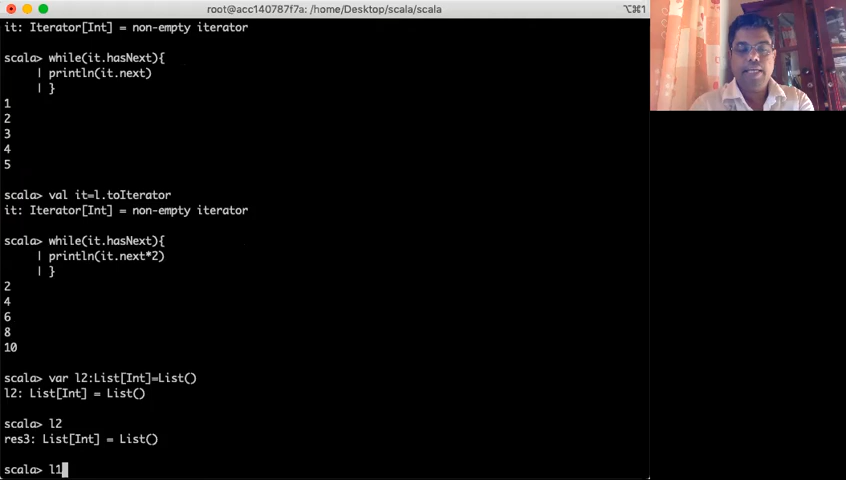 root@acc140787f7a: /home/Desktop/scala/scala
⌥⌘1
it: Iterator[Int] = non-empty iterator
scala> while(it.hasNext){
| println(it.next)
| }
1
2
3
4
5
scala> val it=l.toIterator
it: Iterator[Int] = non-empty iterator
scala> while(it.hasNext){
| println(it.next*2)
| }
2
4
6
8
10
scala> var l2:List[Int]=List()
l2: List[Int] = List()
scala> l2
res3: List[Int] = List()
scala> l1